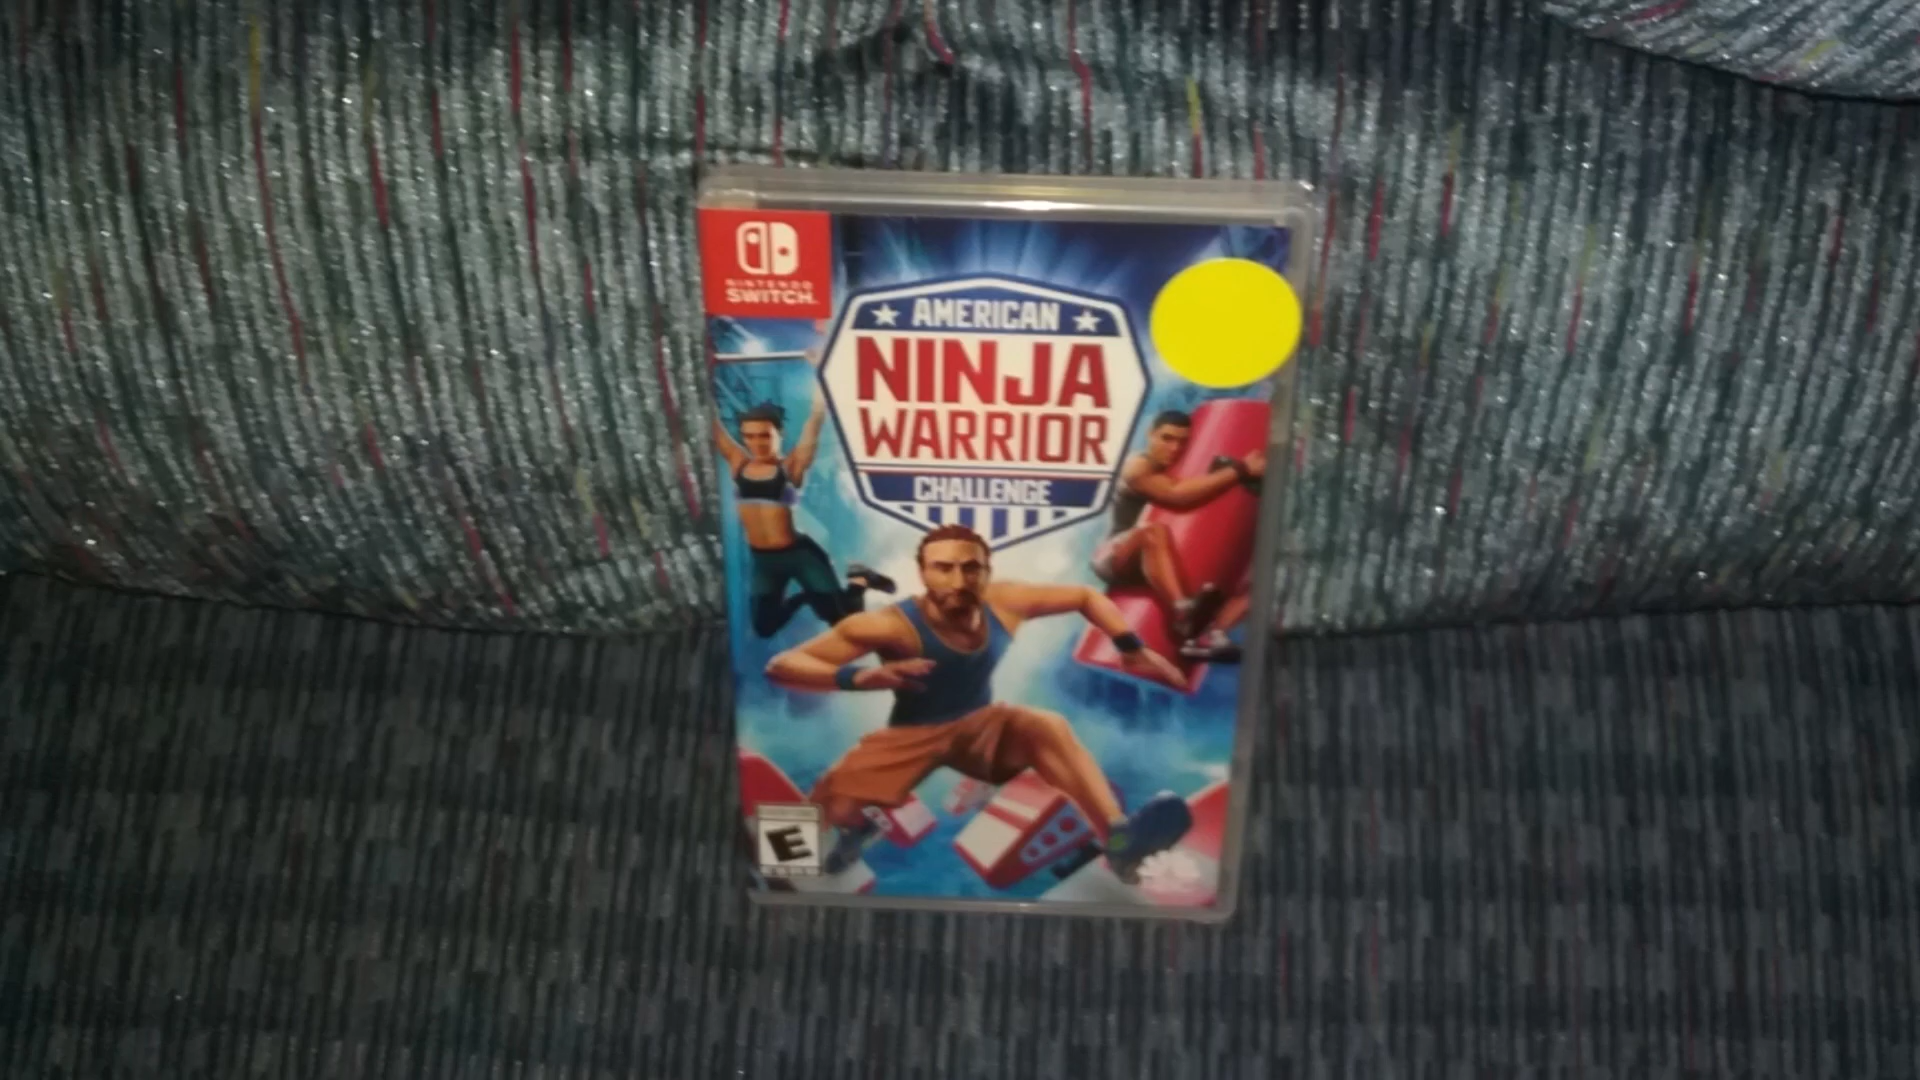 NINTENDO
SWITCH
AMERICAN
NINJA
WARRIOR
CHALLENGE
E